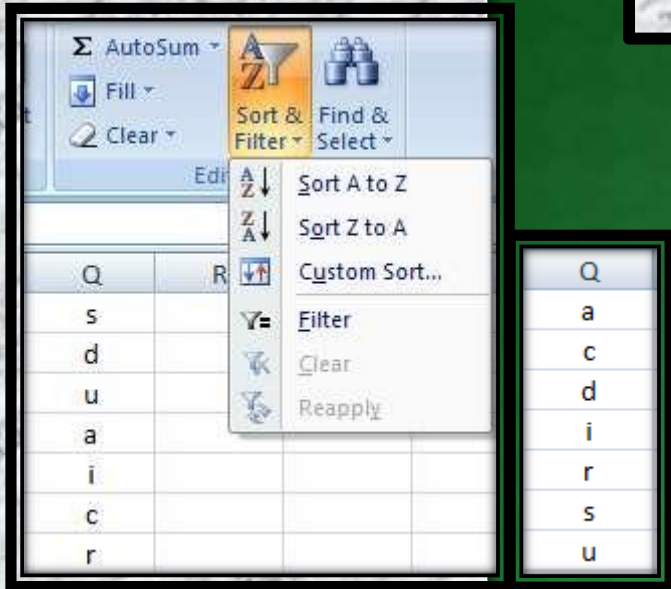 Σ AutoSum
Fill
Clear
Sort & Filter
Find & Select
Edi
Sort A to Z
Sort Z to A
Custom Sort...
Filter
Clear
Reapply
Q R
s
d
u
a
i
c
r
Q
a
c
d
i
r
s
u